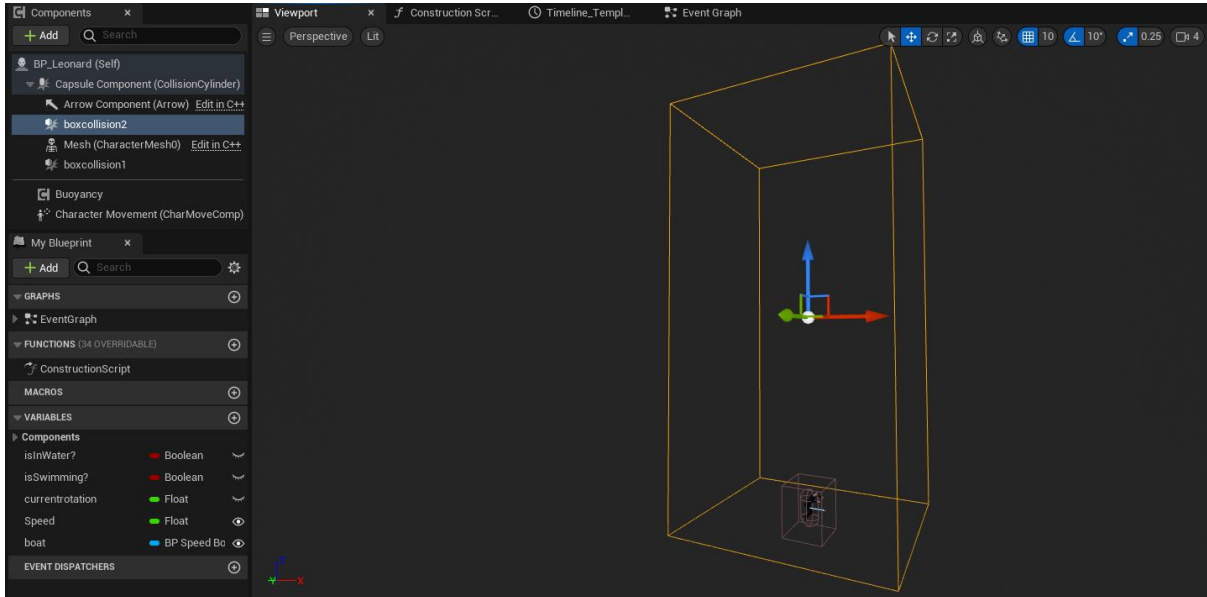 Components
+ Add
Search
BP_Leonard (Self)
Capsule Component (CollisionCylinder)
Arrow Component (Arrow) Edit in C++
boxcollision2
Mesh (CharacterMesh0) Edit in C++
boxcollision1
Buoyancy
Character Movement (CharMoveComp)
My Blueprint
+ Add
Search
GRAPHS
EventGraph
FUNCTIONS (34 OVERRIDABLE)
ConstructionScript
MACROS
VARIABLES
Components
isInWater? Boolean
isSwimming? Boolean
currentrotation Float
Speed Float
boat BP Speed Bo
EVENT DISPATCHERS
Viewport
Construction Scr...
Timeline_Templ...
Event Graph
Perspective
Lit
10
10°
0.25
4
Z
Y
X